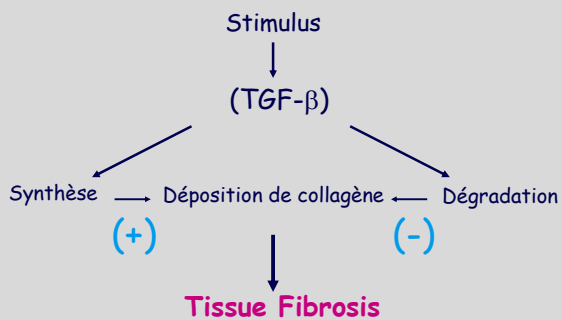 Stimulus
(TGF-β)
Synthèse Déposition de collagène Dégradation
(+) (-)
Tissue Fibrosis